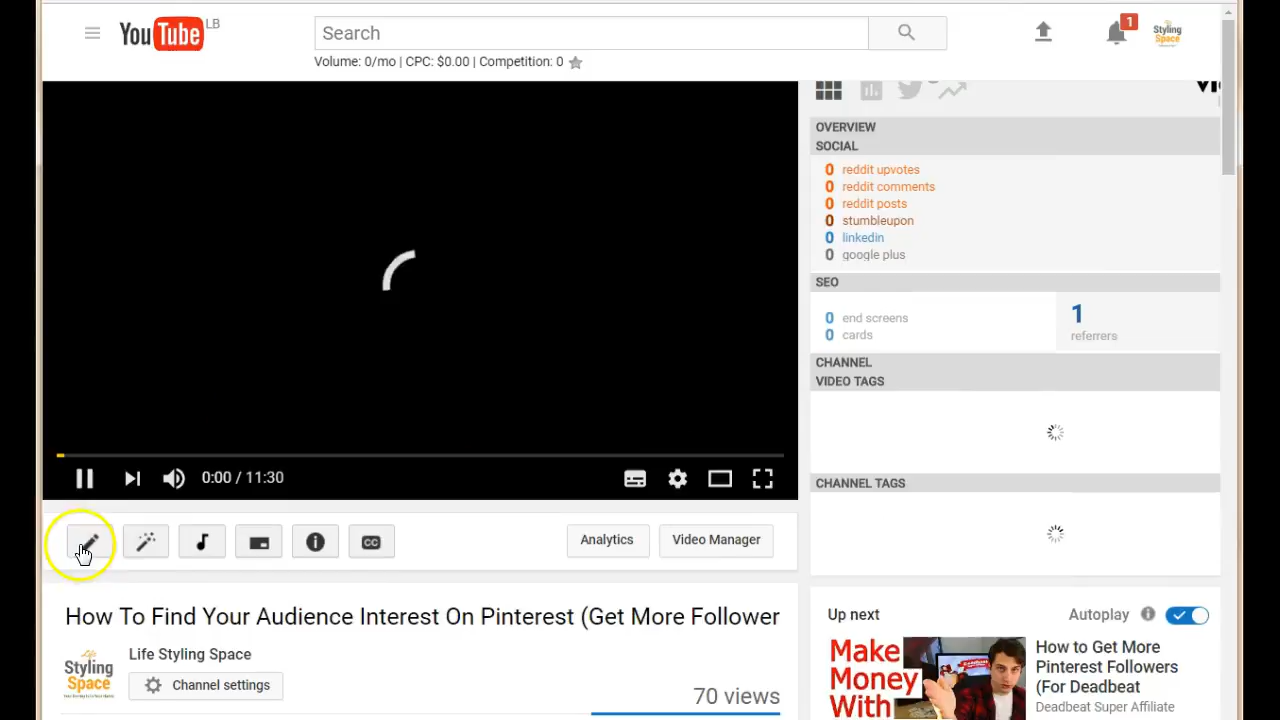 YouTube LB
Search
1
Styling
Space
Volume: 0/mo | CPC: $0.00 | Competition: 0
OVERVIEW
SOCIAL
0 reddit upvotes
0 reddit comments
0 reddit posts
0 stumbleupon
0 linkedin
0 google plus
SEO
0 end screens
0 cards
1
referrers
CHANNEL
VIDEO TAGS
CHANNEL TAGS
0:00 / 11:30
CC
Analytics
Video Manager
How To Find Your Audience Interest On Pinterest (Get More Follower
Life
Styling
Space
Life Styling Space
Channel settings
70 views
Up next
Autoplay
Make
Money
With
How to Get More
Pinterest Followers
(For Deadbeat
Deadbeat Super Affiliate